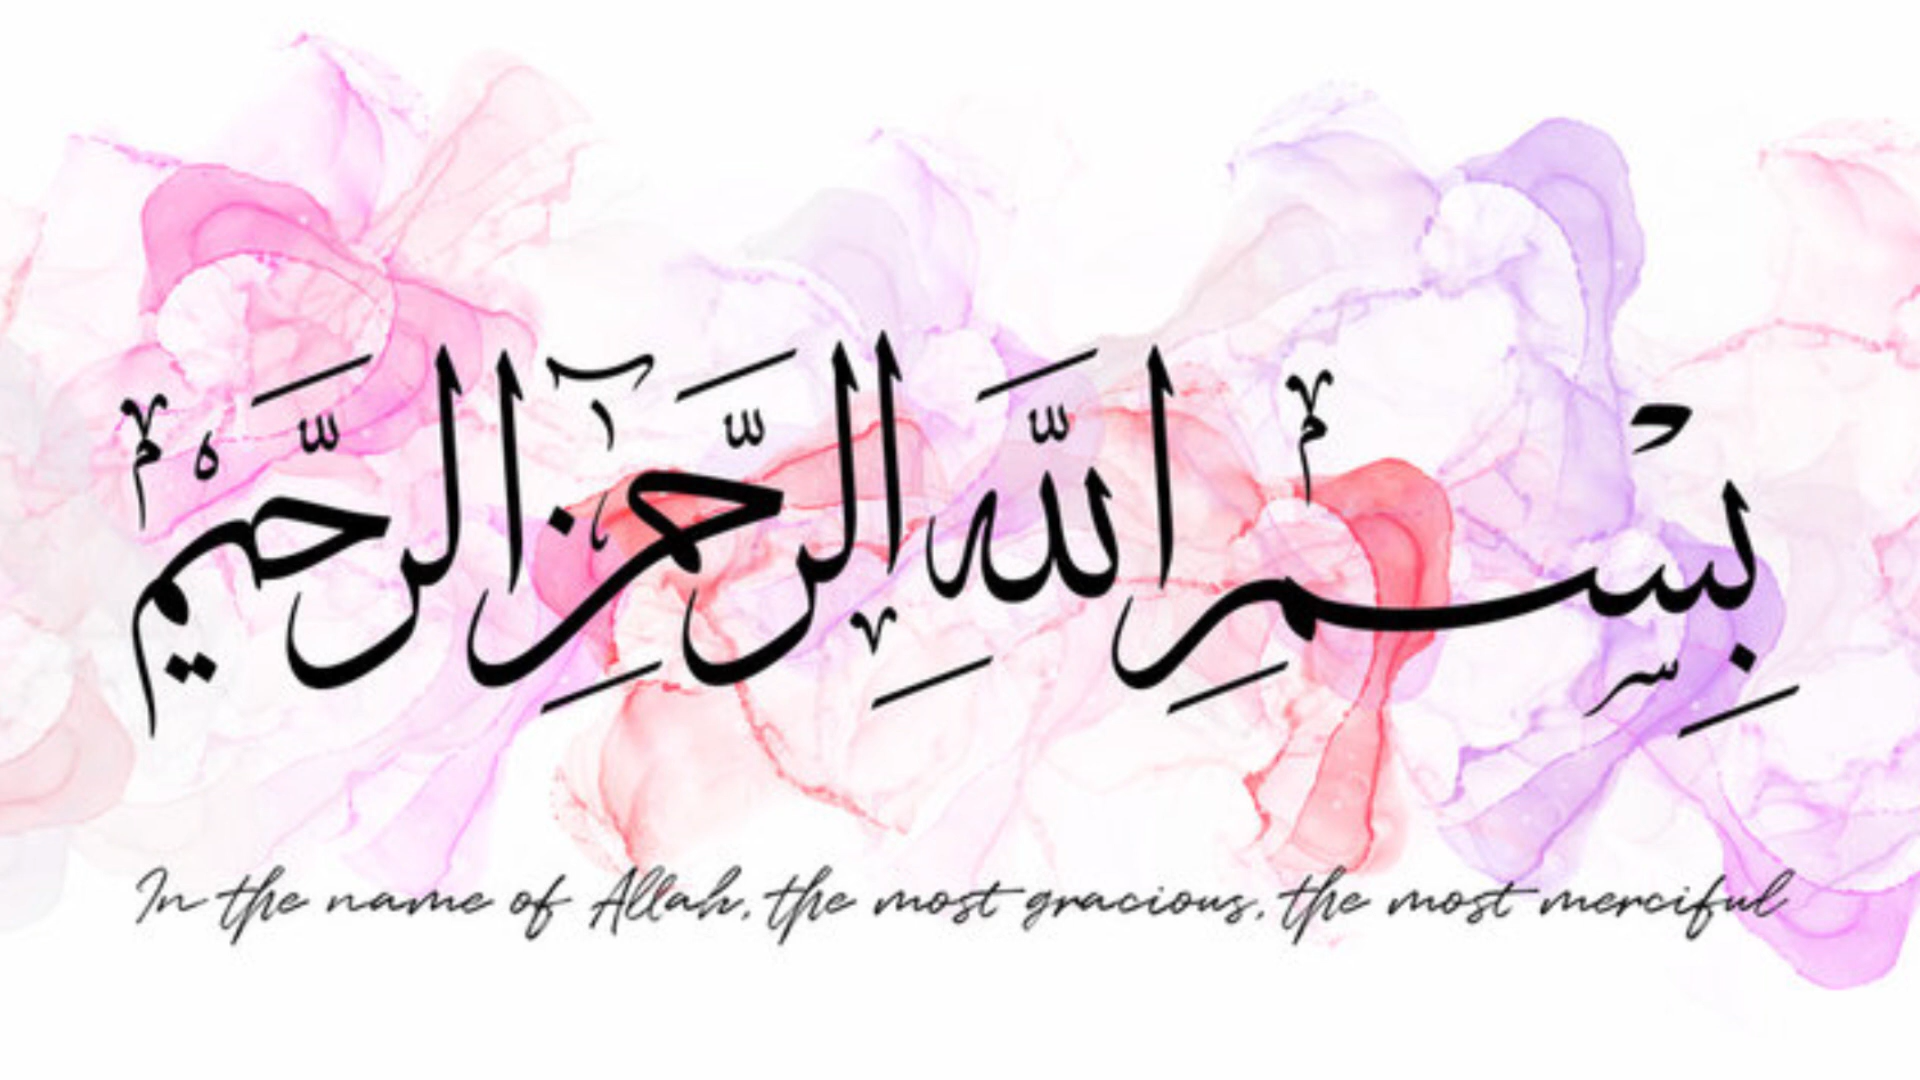 بِسْمِ اللَّهِ الرَّحْمَٰنِ الرَّحِيمِ
In the name of Allah, the most gracious, the most merciful